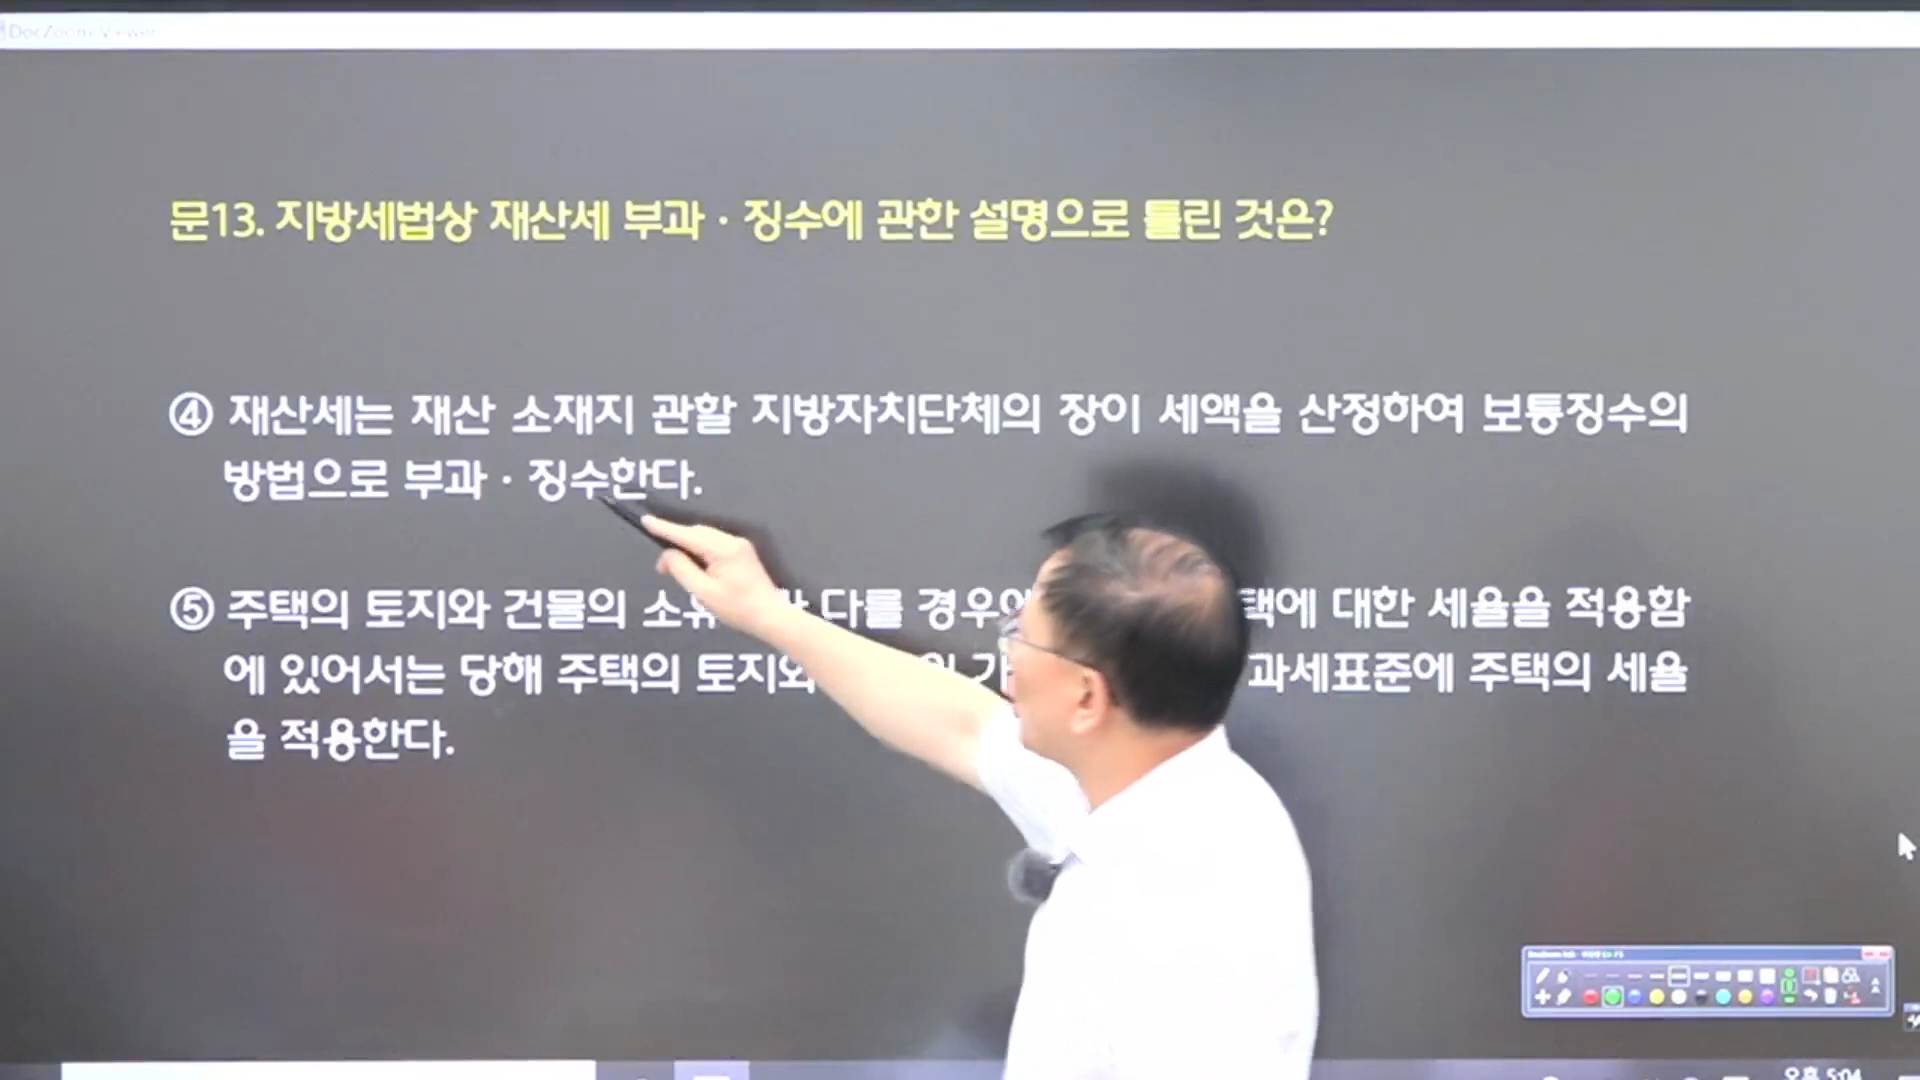 DocZoom Viewer
문13. 지방세법상 재산세 부과 · 징수에 관한 설명으로 틀린 것은?
④ 재산세는 재산 소재지 관할 지방자치단체의 장이 세액을 산정하여 보통징수의
방법으로 부과 · 징수한다.
⑤ 주택의 토지와 건물의 소유 다를 경우에 대한 세율을 적용함
에 있어서는 당해 주택의 토지와 과세표준에 주택의 세율
을 적용한다.
오후 5:04